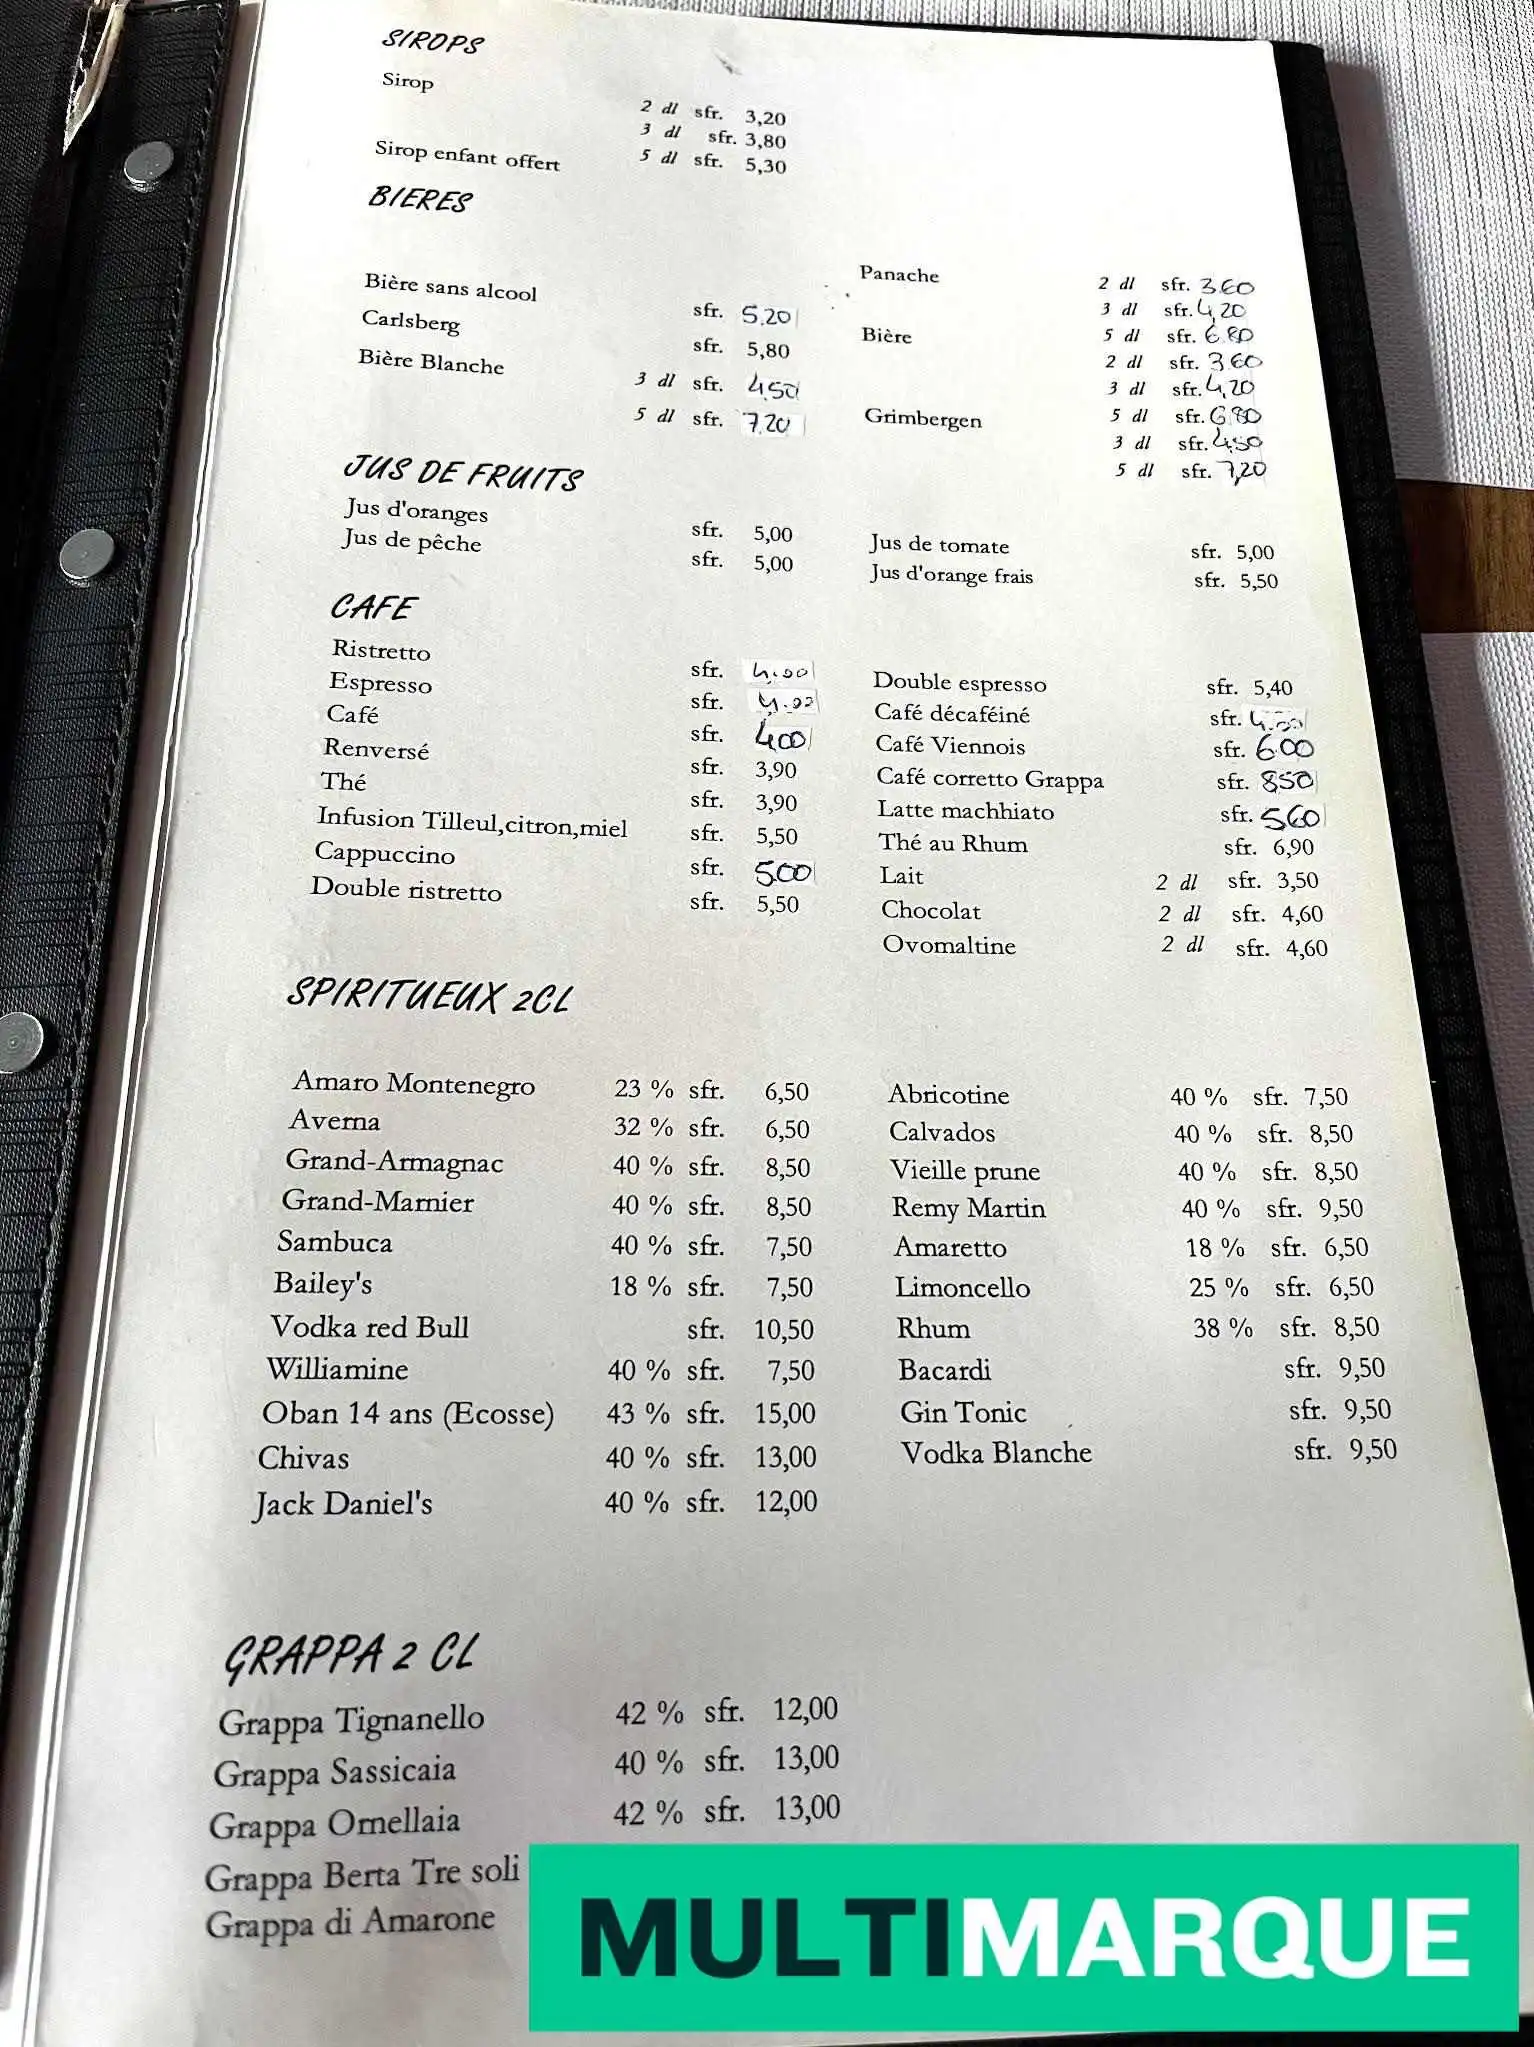 SIROPS
Sirop
2 dl sfr. 3,20
3 dl sfr. 3,80
Sirop enfant offert 5 dl sfr. 5,30
BIERES
Bière sans alcool sfr. 5.20
Carlsberg sfr. 5,80
Bière Blanche 3 dl sfr. 4,50
5 dl sfr. 7.20
Panache 2 dl sfr. 3.60
3 dl sfr. 4,20
Bière 5 dl sfr. 6.80
2 dl sfr. 3.60
3 dl sfr. 4,20
Grimbergen 5 dl sfr. 6.80
3 dl sfr. 4,50
5 dl sfr. 7,20
JUS DE FRUITS
Jus d'oranges sfr. 5,00
Jus de pêche sfr. 5,00
Jus de tomate sfr. 5,00
Jus d'orange frais sfr. 5,50
CAFE
Ristretto sfr. 4.00
Espresso sfr.
Café sfr. 4.00
Renversé sfr. 3,90
Thé sfr. 3,90
Infusion Tilleul,citron,miel sfr. 5,50
Cappuccino sfr. 5.00
Double ristretto sfr. 5,50
Double espresso sfr. 5,40
Café décaféiné sfr.
Café Viennois sfr. 6.00
Café corretto Grappa sfr. 8.50
Latte machhiato sfr. 5.60
Thé au Rhum sfr. 6,90
Lait 2 dl sfr. 3,50
Chocolat 2 dl sfr. 4,60
Ovomaltine 2 dl sfr. 4,60
SPIRITUEUX 2CL
Amaro Montenegro 23 % sfr. 6,50
Averna 32 % sfr. 6,50
Grand-Armagnac 40 % sfr. 8,50
Grand-Marnier 40 % sfr. 8,50
Sambuca 40 % sfr. 7,50
Bailey's 18 % sfr. 7,50
Vodka red Bull sfr. 10,50
Williamine 40 % sfr. 7,50
Oban 14 ans (Ecosse) 43 % sfr. 15,00
Chivas 40 % sfr. 13,00
Jack Daniel's 40 % sfr. 12,00
Abricotine 40 % sfr. 7,50
Calvados 40 % sfr. 8,50
Vieille prune 40 % sfr. 8,50
Remy Martin 40 % sfr. 9,50
Amaretto 18 % sfr. 6,50
Limoncello 25 % sfr. 6,50
Rhum 38 % sfr. 8,50
Bacardi sfr. 9,50
Gin Tonic sfr. 9,50
Vodka Blanche sfr. 9,50
GRAPPA 2 CL
Grappa Tignanello 42 % sfr. 12,00
Grappa Sassicaia 40 % sfr. 13,00
Grappa Ornellaia 42 % sfr. 13,00
Grappa Berta Tre soli
Grappa di Amarone
MULTIMARQUE